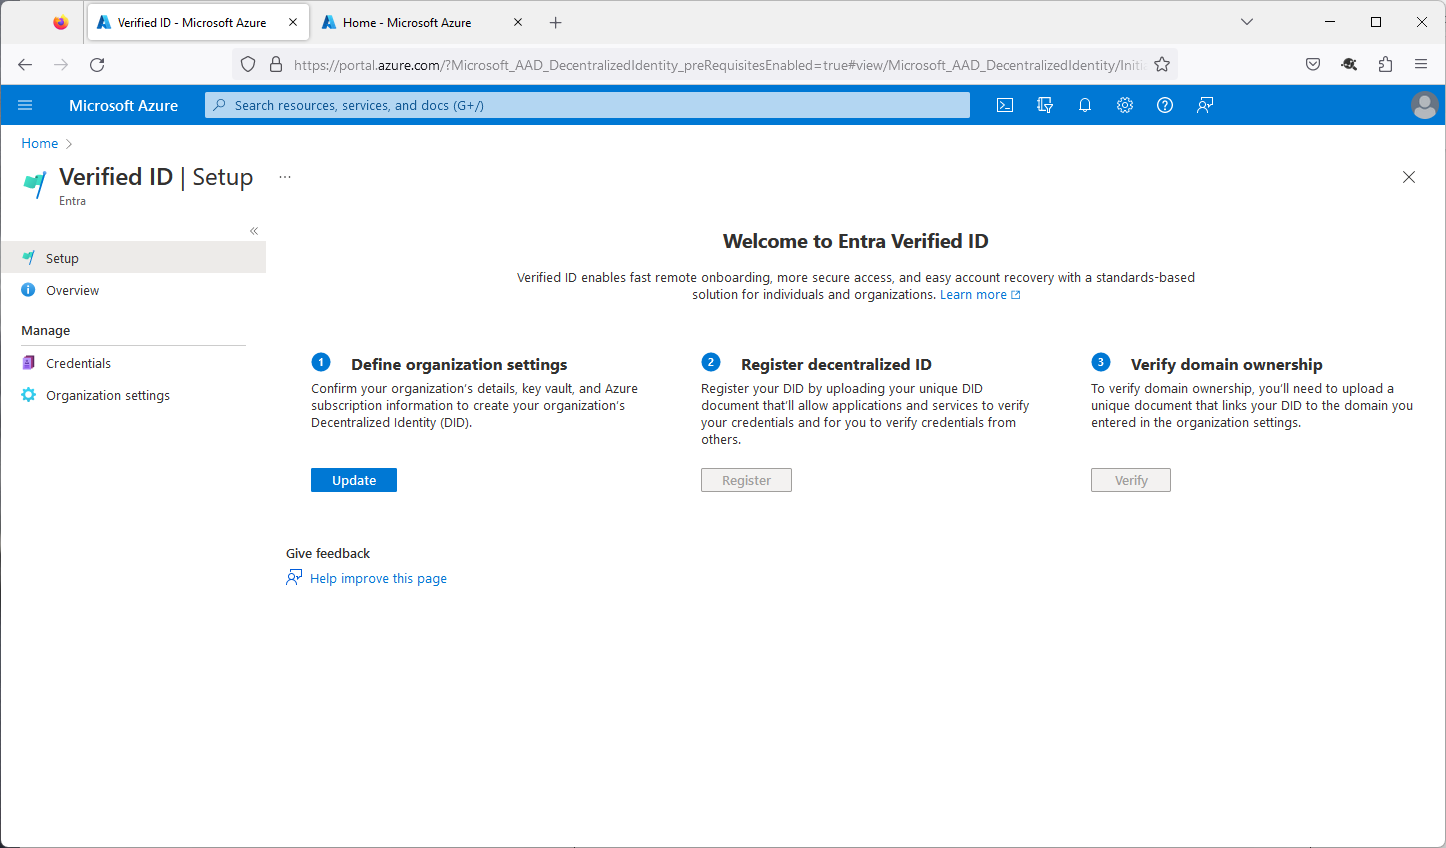 Verified ID - Microsoft Azure
Home - Microsoft Azure
https://portal.azure.com/?Microsoft_AAD_DecentralizedIdentity_preRequisitesEnabled=true#view/Microsoft_AAD_DecentralizedIdentity/Initi
Microsoft Azure
Search resources, services, and docs (G+/)
Home
Verified ID | Setup
...
Entra
Setup
Overview
Manage
Credentials
Organization settings
Welcome to Entra Verified ID
Verified ID enables fast remote onboarding, more secure access, and easy account recovery with a standards-based
solution for individuals and organizations. Learn more
1 Define organization settings
Confirm your organization's details, key vault, and Azure
subscription information to create your organization's
Decentralized Identity (DID).
Update
2 Register decentralized ID
Register your DID by uploading your unique DID
document that'll allow applications and services to verify
your credentials and for you to verify credentials from
others.
Register
3 Verify domain ownership
To verify domain ownership, you'll need to upload a
unique document that links your DID to the domain you
entered in the organization settings.
Verify
Give feedback
Help improve this page